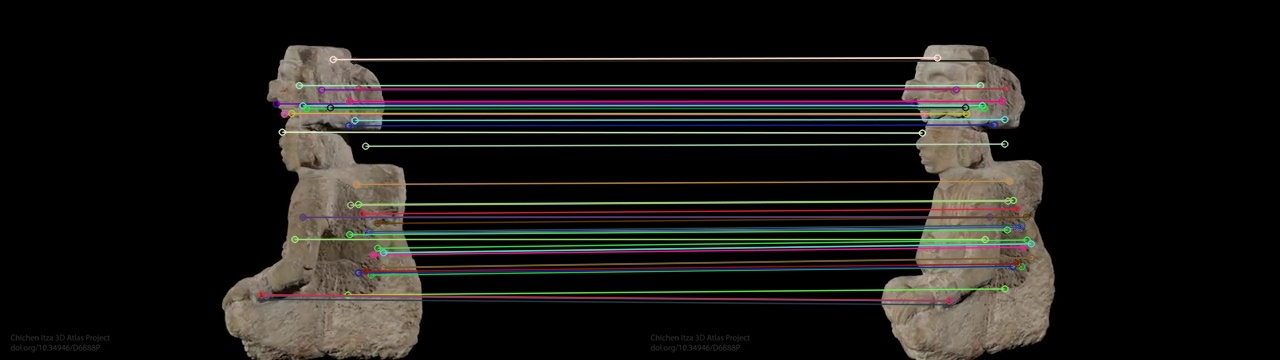 Chichen Itza 3D Atlas Project
doi.org/10.34946/D6B88P
Chichen Itza 3D Atlas Project
doi.org/10.34946/D6B88P